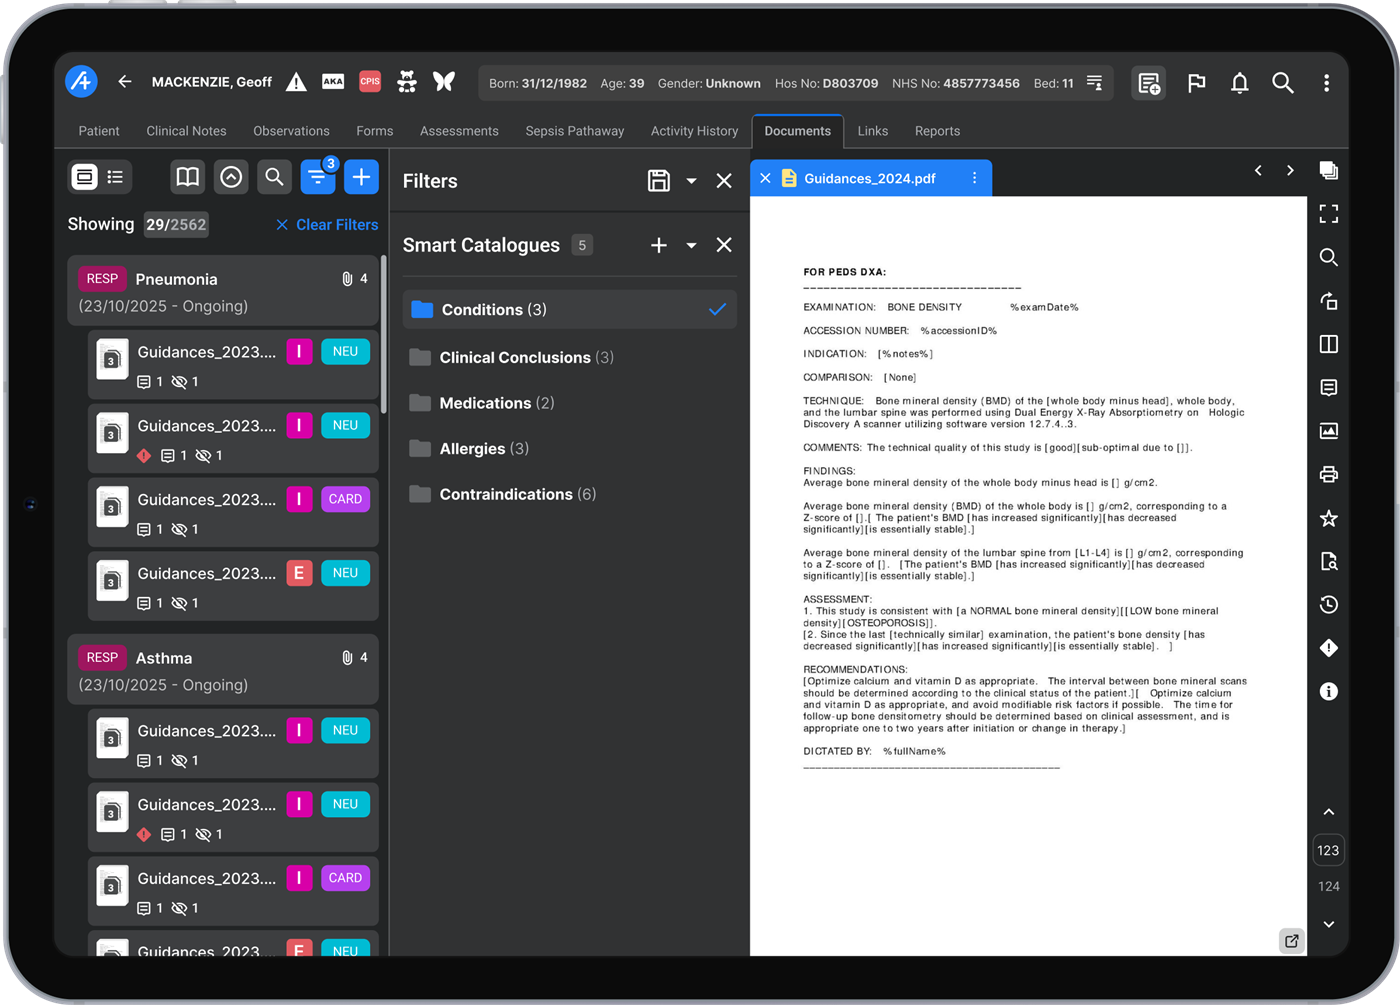 MACKENZIE, Geoff AKA CPIS Born: 31/12/1982 Age: 39 Gender: Unknown Hos No: D803709 NHS No: 4857773456 Bed: 11
Patient Clinical Notes Observations Forms Assessments Sepsis Pathway Activity History Documents Links Reports
3
Showing 29/2562 Clear Filters
RESP Pneumonia 4
(23/10/2025 - Ongoing)
3 Guidances_2023.... I NEU
1 1
3 Guidances_2023.... I NEU
1 1
3 Guidances_2023.... I CARD
1 1
3 Guidances_2023.... E NEU
1 1
RESP Asthma 4
(23/10/2025 - Ongoing)
3 Guidances_2023.... I NEU
1 1
3 Guidances_2023.... I NEU
1 1
3 Guidances_2023.... I CARD
1 1
Guidances_2023.... E NEU
Filters
Smart Catalogues 5
Conditions (3)
Clinical Conclusions (3)
Medications (2)
Allergies (3)
Contraindications (6)
Guidances_2024.pdf
FOR PEDS DXA:
EXAMINATION: BONE DENSITY %examDate%
ACCESSION NUMBER: %accessionID%
INDICATION: [%notes%]
COMPARISON: [None]
TECHNIQUE: Bone mineral density (BMD) of the [whole body minus head], whole body,
and the lumbar spine was performed using Dual Energy X-Ray Absorptiometry on Hologic
Discovery A scanner utilizing software version 12.7.4..3.
COMMENTS: The technical quality of this study is [good][sub-optimal due to []].
FINDINGS:
Average bone mineral density of the whole body minus head is [] g/cm2.
Average bone mineral density (BMD) of the whole body is [] g/cm2, corresponding to a
Z-score of [].[ The patient's BMD [has increased significantly][has decreased
significantly][is essentially stable].]
Average bone mineral density of the lumbar spine from [L1-L4] is [] g/cm2, corresponding
to a Z-score of []. [The patient's BMD [has increased significantly][has decreased
significantly][is essentially stable].]
ASSESSMENT:
1. This study is consistent with [a NORMAL bone mineral density][[LOW bone mineral
density][OSTEOPOROSIS]].
[2. Since the last [technically similar] examination, the patient's bone density [has
decreased significantly][has increased significantly][is essentially stable]. ]
RECOMMENDATIONS:
[Optimize calcium and vitamin D as appropriate. The interval between bone mineral scans
should be determined according to the clinical status of the patient.][ Optimize calcium
and vitamin D as appropriate, and avoid modifiable risk factors if possible. The time for
follow-up bone densitometry should be determined based on clinical assessment, and is
appropriate one to two years after initiation or change in therapy.]
DICTATED BY: %fullName%
123
124